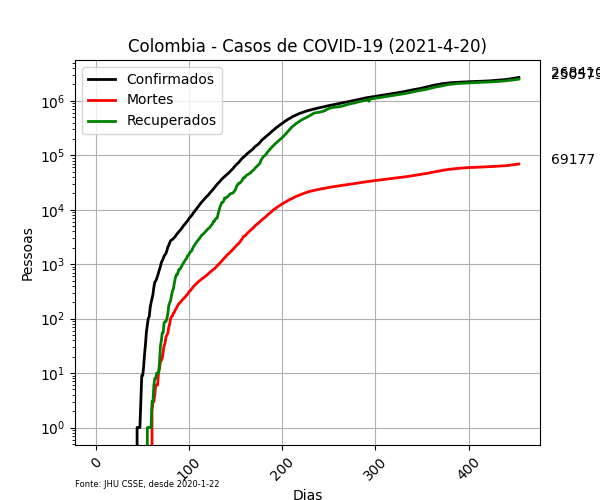 Colombia - Casos de COVID-19 (2021-4-20)
Confirmados
Mortes
Recuperados
69177
Pessoas
10⁶
10⁵
10⁴
10³
10²
10¹
10⁰
0
100
200
300
400
Fonte: JHU CSSE, desde 2020-1-22
Dias